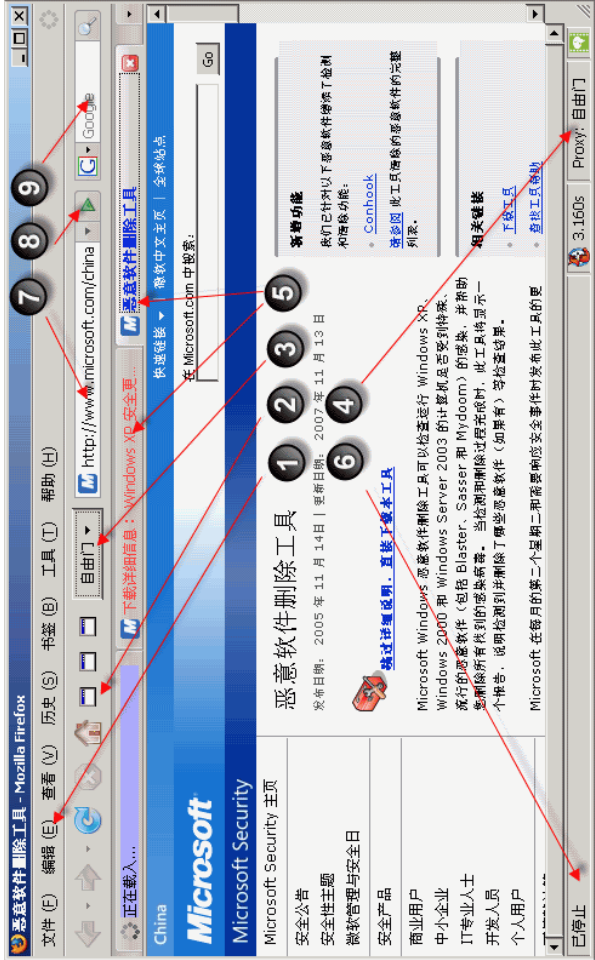 恶意软件删除工具 - Mozilla Firefox
文件 (F) 编辑 (E) 查看 (V) 历史 (S) 书签 (B) 工具 (T) 帮助 (H)
自由门
http://www.microsoft.com/china
G
Google
正在载入...
下载详细信息 : Windows XP 安全更...
恶意软件删除工具
7
8
9
China
快速链接 | 微软中文主页 | 全球站点
Microsoft
在 Microsoft.com 中搜索:
Go
Microsoft Security
Microsoft Security 主页
安全公告
安全性主题
微软管理与安全日
安全产品
商业用户
中小企业
IT专业人士
开发人员
个人用户
1
2
3
5
6
4
恶意软件删除工具
发布日期: 2005 年 11 月 14日 | 更新日期: 2007 年 11 月 13 日
跳过详细说明,直接下载本工具
Microsoft Windows 恶意软件删除工具可以检查运行 Windows XP、
Windows 2000 和 Windows Server 2003 的计算机是否受到特殊、
流行的恶意软件(包括 Blaster、Sasser 和 Mydoom)的感染,并帮助
您删除所有找到的感染病毒。 当检测和删除过程完成时,此工具将显示一
个报告,说明检测到并删除了哪些恶意软件(如果有)等检查结果。
Microsoft 在每月的第二个星期二和需要响应安全事件时发布此工具的更
新增功能
我们已针对以下恶意软件增添了检测
和清除功能:
Conhook
请参阅 此工具清除的恶意软件的完整
列表。
相关链接
下载工具
查找工具帮助
已停止
3.160s
Proxy: 自由门